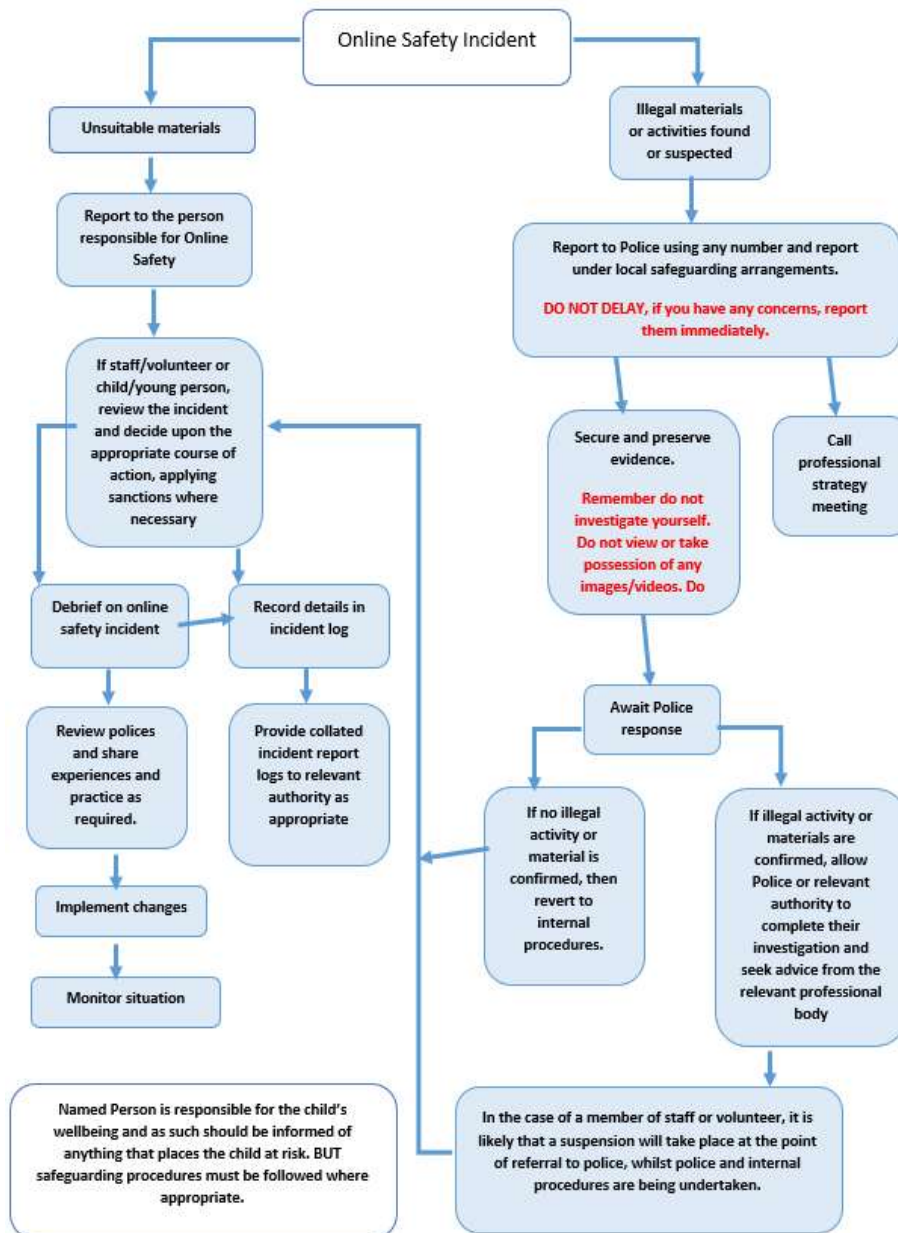 Online Safety Incident
Unsuitable materials
Report to the person
responsible for Online
Safety
If staff/volunteer or
child/young person,
review the incident
and decide upon the
appropriate course of
action, applying
sanctions where
necessary
Debrief on online
safety incident
Record details in
incident log
Review polices
and share
experiences and
practice as
required.
Provide collated
incident report
logs to relevant
authority as
appropriate
Implement changes
Monitor situation
Illegal materials
or activities found
or suspected
Report to Police using any number and report
under local safeguarding arrangements.
DO NOT DELAY, if you have any concerns, report
them immediately.
Secure and preserve
evidence.
Remember do not
investigate yourself.
Do not view or take
possession of any
images/videos. Do
Call
professional
strategy
meeting
Await Police
response
If no illegal
activity or
material is
confirmed, then
revert to
internal
procedures.
If illegal activity or
materials are
confirmed, allow
Police or relevant
authority to
complete their
investigation and
seek advice from the
relevant professional
body
In the case of a member of staff or volunteer, it is
likely that a suspension will take place at the point
of referral to police, whilst police and internal
procedures are being undertaken.
Named Person is responsible for the child’s
wellbeing and as such should be informed of
anything that places the child at risk. BUT
safeguarding procedures must be followed where
appropriate.